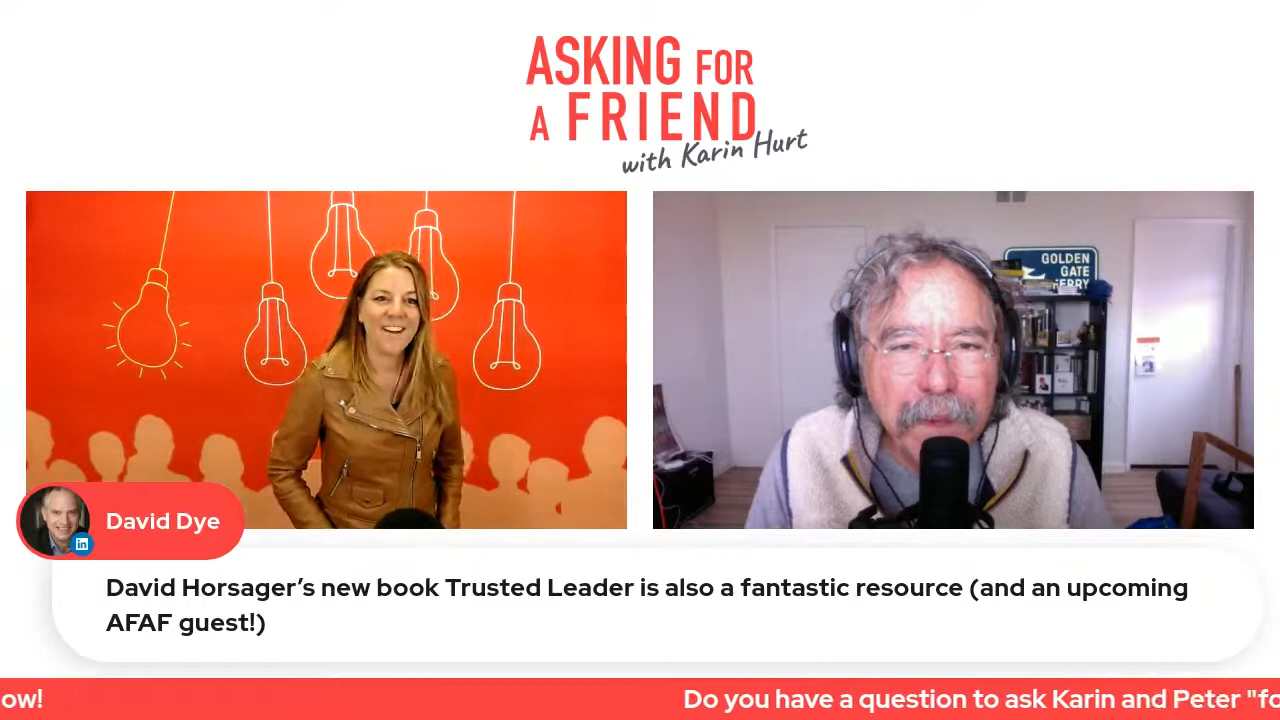 ASKING FOR
A FRIEND
with Karin Hurt
GOLDEN
GATE
David Dye
David Horsager’s new book Trusted Leader is also a fantastic resource (and an upcoming
AFAF guest!)
ow!
Do you have a question to ask Karin and Peter "fo